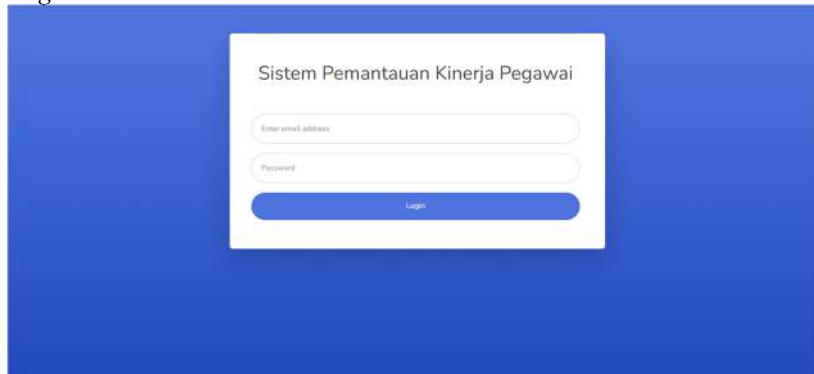 Sistem Pemantauan Kinerja Pegawai
Enter email address
Password
Login